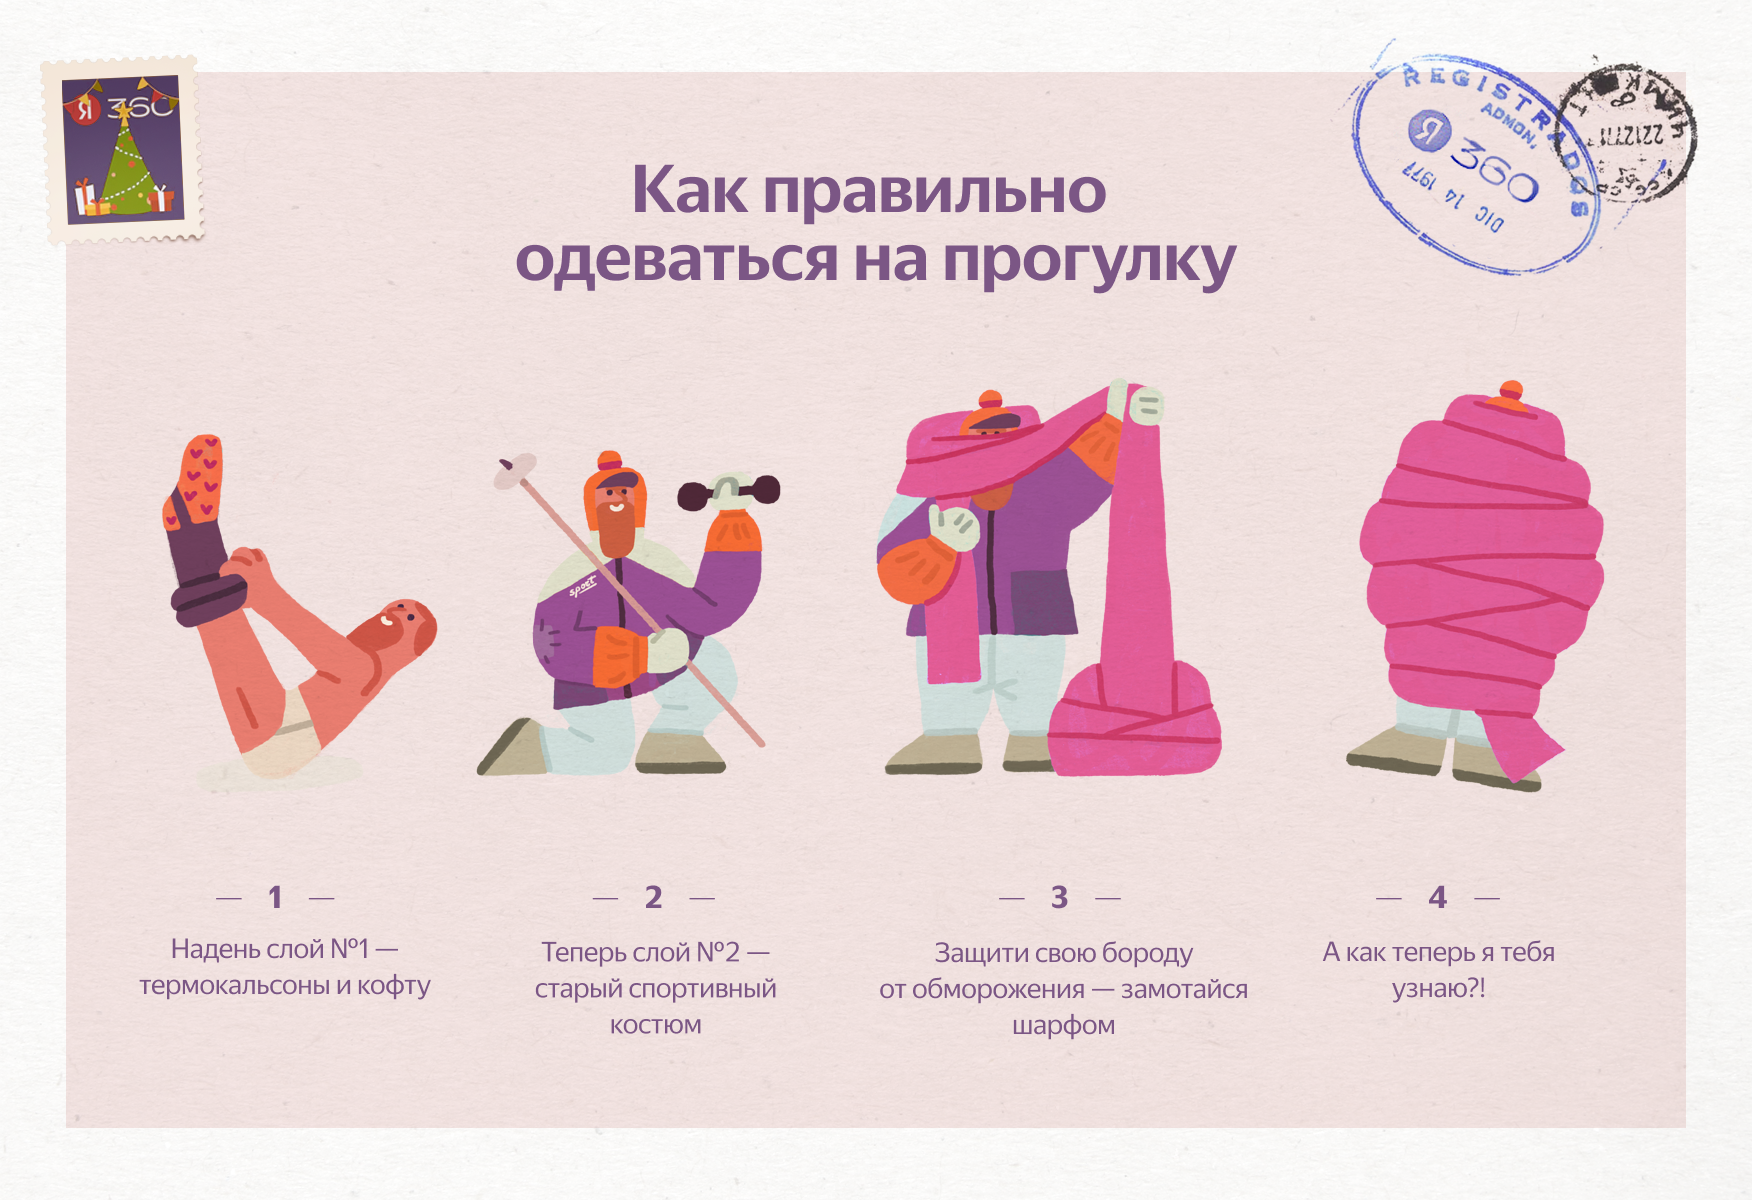 Я 360
REGISTRADOS
ADMON,
Я 360
DIC 14 1977
Как правильно
одеваться на прогулку
sport
— 1 —
Надень слой №1 —
термокальсоны и кофту
— 2 —
Теперь слой №2 —
старый спортивный
костюм
— 3 —
Защити свою бороду
от обморожения — замотайся
шарфом
— 4 —
А как теперь я тебя
узнаю?!